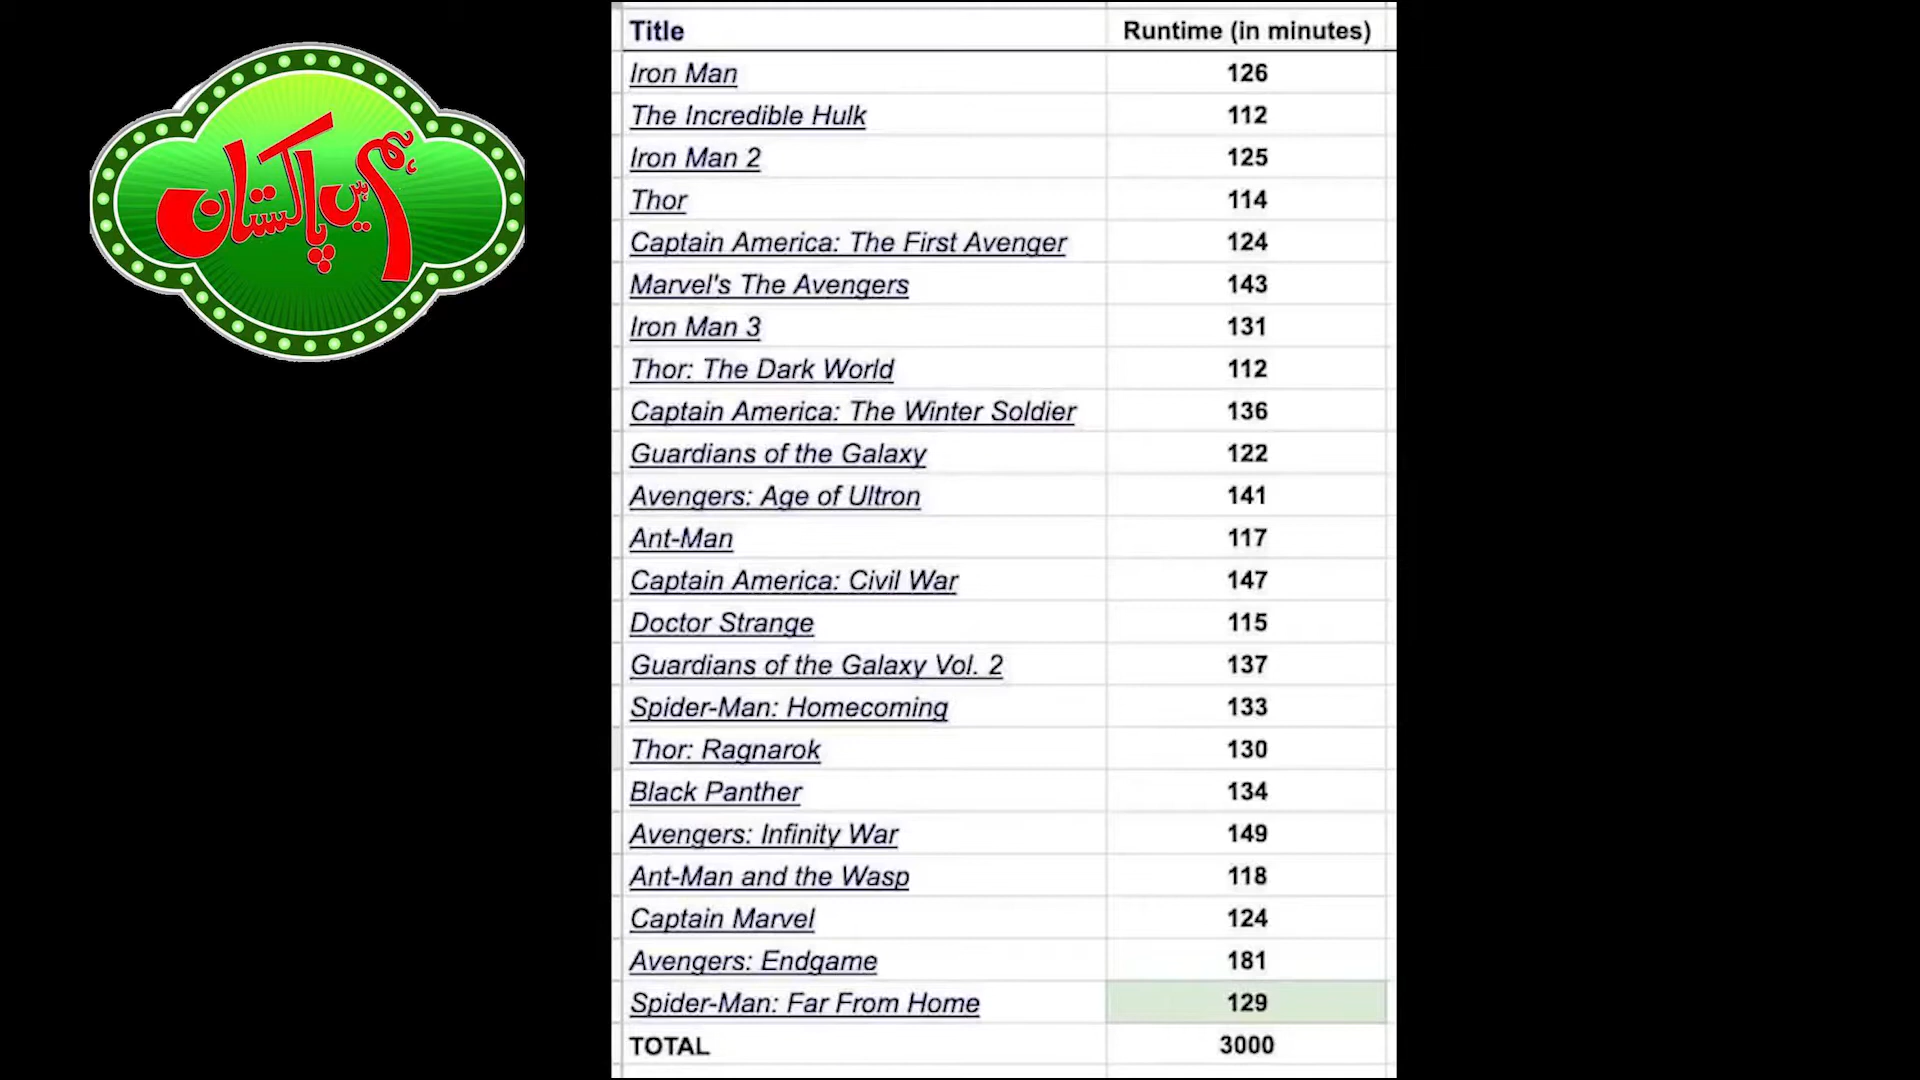 ہم ہیں پاکستان
Title Runtime (in minutes)
Iron Man 126
The Incredible Hulk 112
Iron Man 2 125
Thor 114
Captain America: The First Avenger 124
Marvel's The Avengers 143
Iron Man 3 131
Thor: The Dark World 112
Captain America: The Winter Soldier 136
Guardians of the Galaxy 122
Avengers: Age of Ultron 141
Ant-Man 117
Captain America: Civil War 147
Doctor Strange 115
Guardians of the Galaxy Vol. 2 137
Spider-Man: Homecoming 133
Thor: Ragnarok 130
Black Panther 134
Avengers: Infinity War 149
Ant-Man and the Wasp 118
Captain Marvel 124
Avengers: Endgame 181
Spider-Man: Far From Home 129
TOTAL 3000